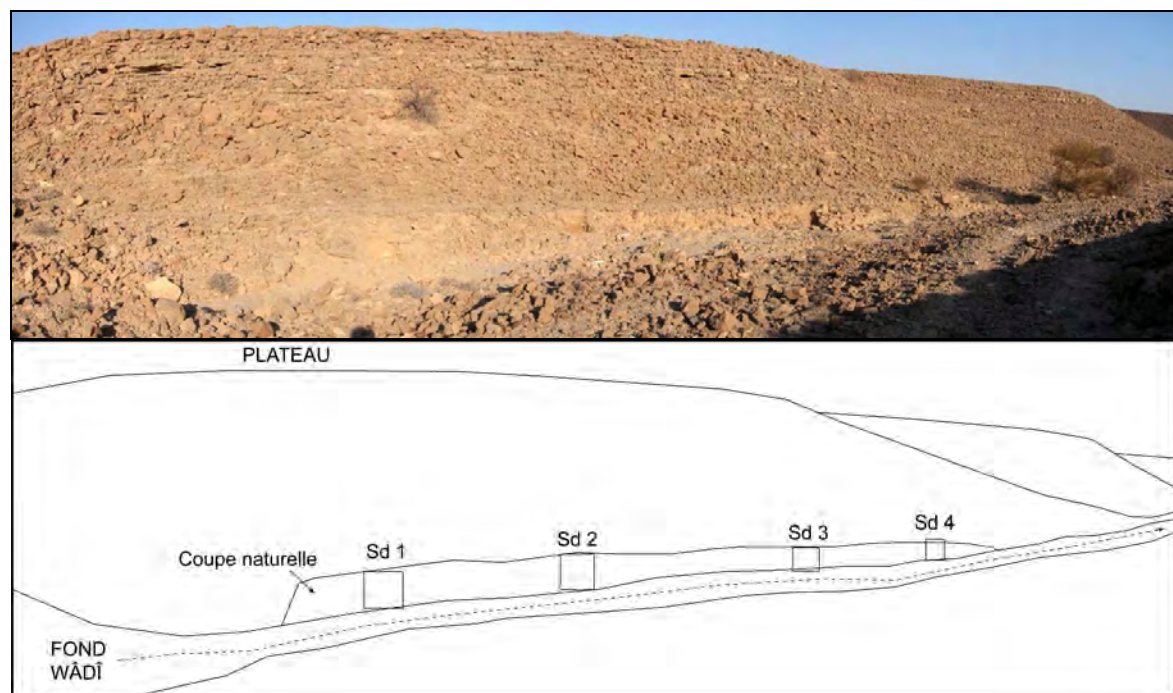 PLATEAU
Coupe naturelle
Sd 1
Sd 2
Sd 3
Sd 4
FOND
WÂDÎ